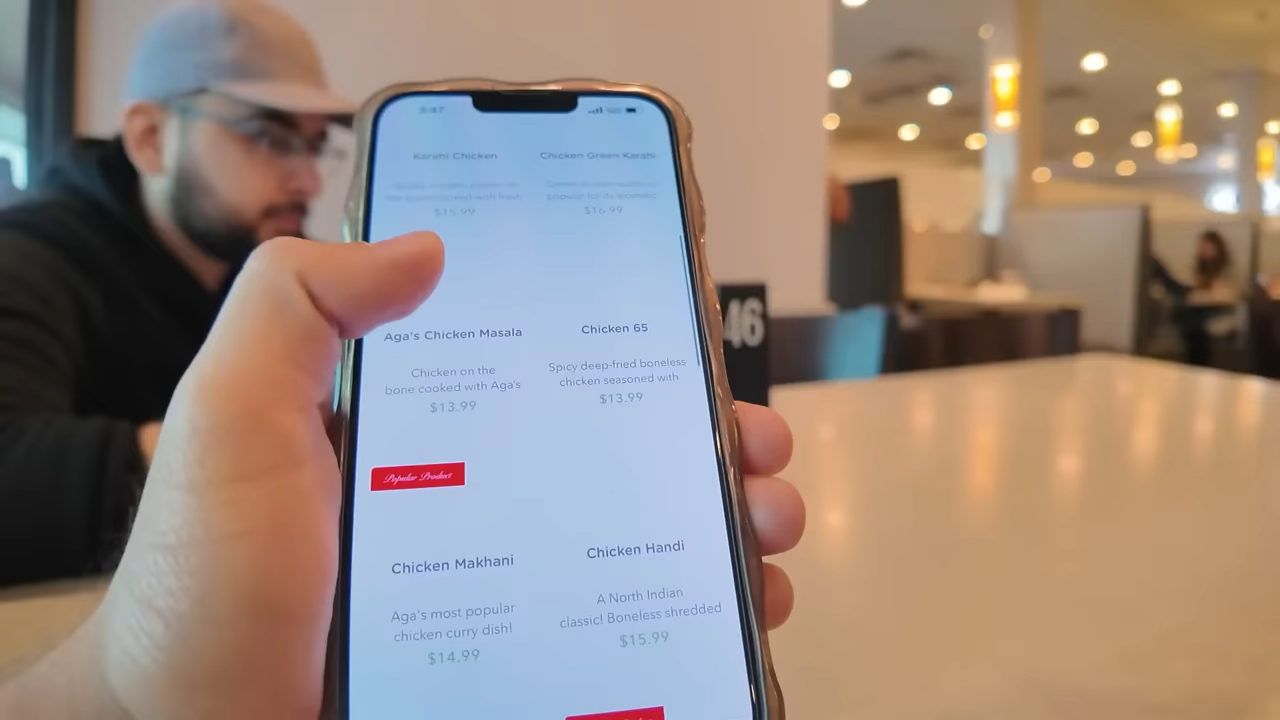 Karahi Chicken
Chicken Green Karahi
$15.99
$16.99
Aga's Chicken Masala
Chicken on the
bone cooked with Aga's
$13.99
Chicken 65
Spicy deep-fried boneless
chicken seasoned with
$13.99
Popular Product
Chicken Makhani
Aga's most popular
chicken curry dish!
$14.99
Chicken Handi
A North Indian
classic! Boneless shredded
$15.99
46